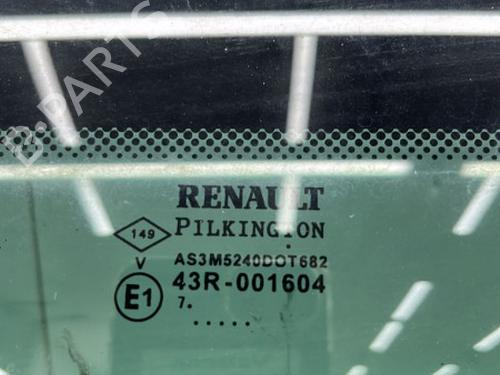 B-PARTS
RENAULT
149 PILKINGTON
V AS3M5240DOT682
E1 43R-001604
7.
.....